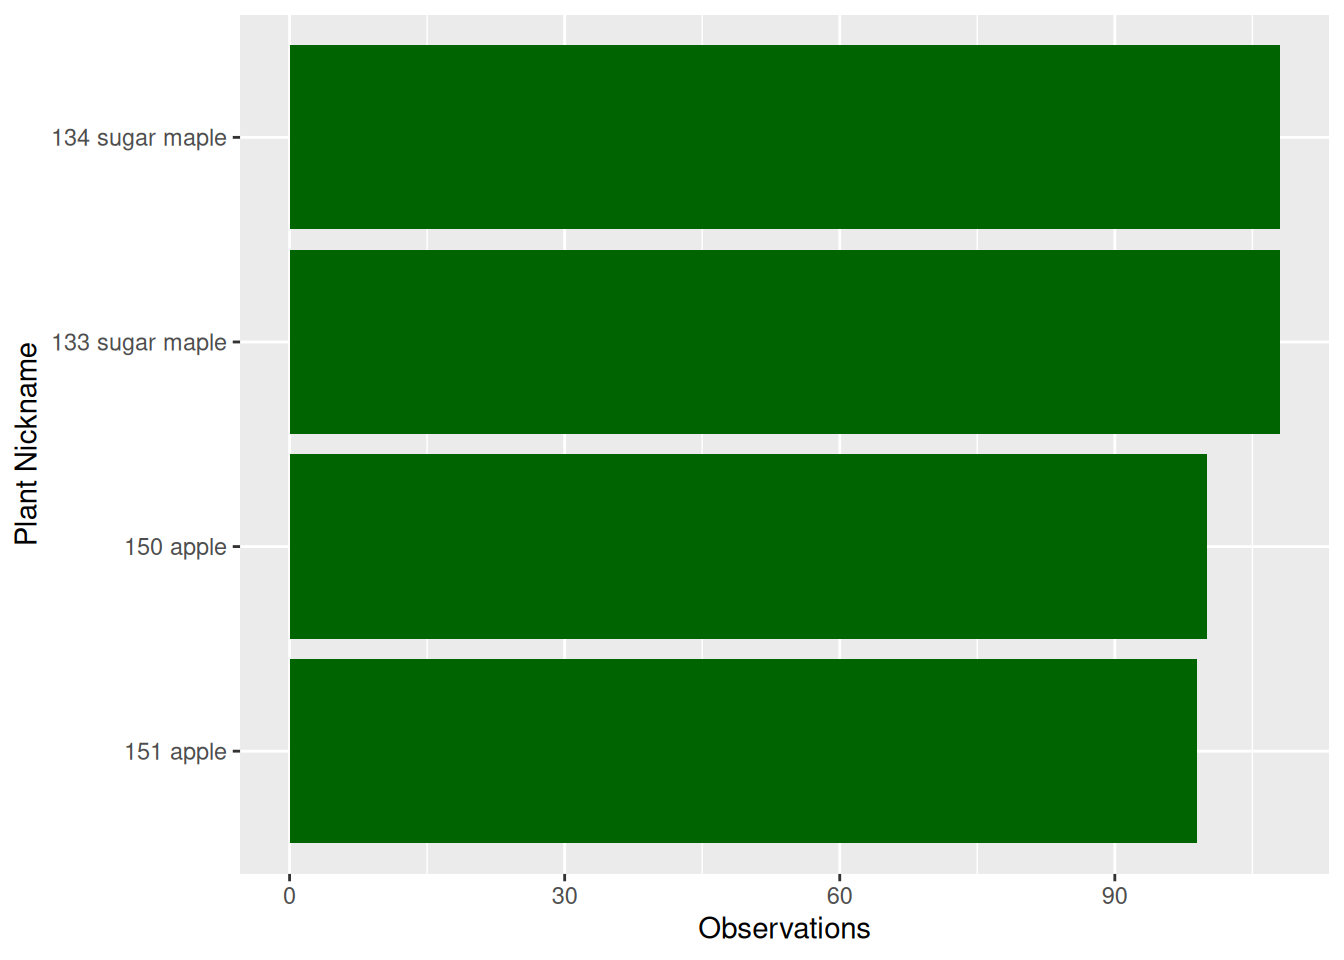 134 sugar maple
133 sugar maple
150 apple
151 apple
Plant Nickname
0 30 60 90
Observations